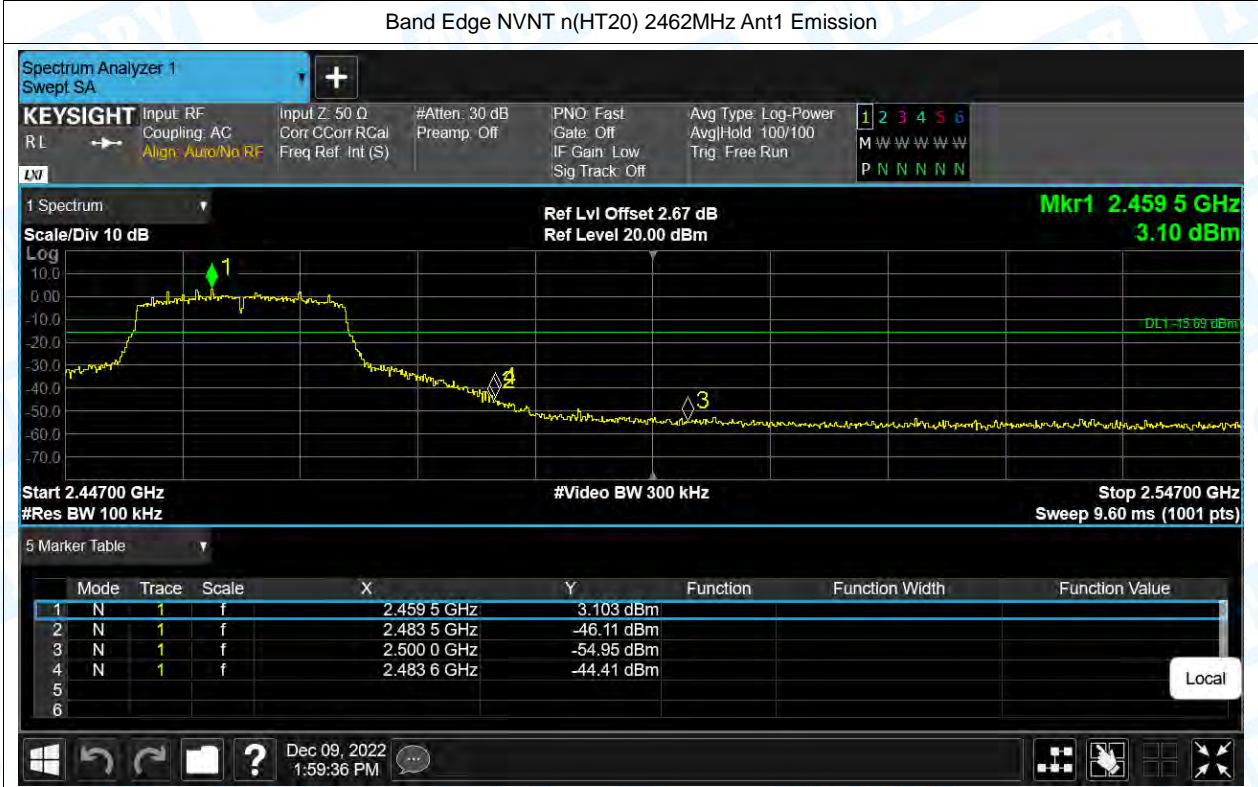 Band Edge NVNT n(HT20) 2462MHz Ant1 Emission
Spectrum Analyzer 1
Swept SA
+
KEYSIGHT Input: RF Input Z: 50 Ω #Atten: 30 dB PNO: Fast Avg Type: Log-Power 1 2 3 4 5 6
RL Coupling: AC Corr CCorr RCal Preamp: Off Gate: Off Avg|Hold: 100/100 M W W W W W
Align: Auto/No RF Freq Ref: Int (S) IF Gain: Low Trig: Free Run P N N N N N
LXI Sig Track: Off
1 Spectrum Ref Lvl Offset 2.67 dB Mkr1 2.459 5 GHz
Scale/Div 10 dB Ref Level 20.00 dBm 3.10 dBm
Log
10.0
0.00
-10.0
-20.0
-30.0
-40.0
-50.0
-60.0
-70.0
1
DL1 -15.69 dBm
4
2
3
Start 2.44700 GHz #Video BW 300 kHz Stop 2.54700 GHz
#Res BW 100 kHz Sweep 9.60 ms (1001 pts)
5 Marker Table
Mode Trace Scale X Y Function Function Width Function Value
1 N 1 f 2.459 5 GHz 3.103 dBm
2 N 1 f 2.483 5 GHz -46.11 dBm
3 N 1 f 2.500 0 GHz -54.95 dBm
4 N 1 f 2.483 6 GHz -44.41 dBm
5
6
Local
? Dec 09, 2022
1:59:36 PM